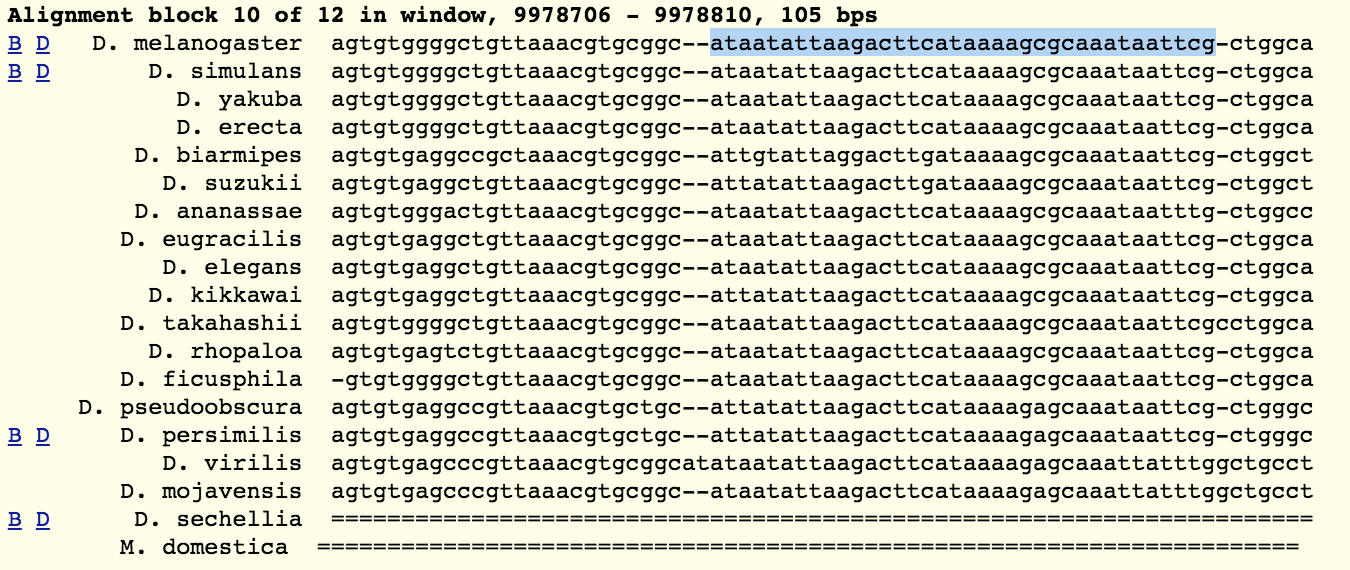 Alignment block 10 of 12 in window, 9978706 - 9978810, 105 bps
B D D. melanogaster agtgtggggctgttaaacgtgcggc--ataatattaagacttcataaaagcgcaaataattcg-ctggca
B D D. simulans agtgtggggctgttaaacgtgcggc--ataatattaagacttcataaaagcgcaaataattcg-ctggca
D. yakuba agtgtggggctgttaaacgtgcggc--ataatattaagacttcataaaagcgcaaataattcg-ctggca
D. erecta agtgtggggctgttaaacgtgcggc--ataatattaagacttcataaaagcgcaaataattcg-ctggca
D. biarmipes agtgtgaggccgctaaacgtgcggc--attgtattaggacttgataaaagcgcaaataattcg-ctggct
D. suzukii agtgtgaggctgttaaacgtgcggc--attatattaagacttgataaaagcgcaaataattcg-ctggct
D. ananassae agtgtgggactgttaaacgtgcggc--ataatattaagacttcataaaagcgcaaataatttg-ctggcc
D. eugracilis agtgtgaggctgttaaacgtgcggc--ataatattaagacttcataaaagcgcaaataattcg-ctggca
D. elegans agtgtgaggctgttaaacgtgcggc--ataatattaagacttcataaaagcgcaaataattcg-ctggca
D. kikkawai agtgtgaggctgttaaacgtgcggc--ataatattaagacttcataaaagcgcaaataattcg-ctggca
D. takahashii agtgtggggctgttaaacgtgcggc--ataatattaagacttcataaaagcgcaaataattcgcctggca
D. rhopaloa agtgtgagtctgttaaacgtgcggc--ataatattaagacttcataaaagcgcaaataattcg-ctggca
D. ficusphila -gtgtggggctgttaaacgtgcggc--ataatattaagacttcataaaagcgcaaataattcg-ctggca
D. pseudoobscura agtgtgaggccgttaaacgtgctgc--attatattaagacttcataaaagagcaaataattcg-ctgggc
B D D. persimilis agtgtgaggccgttaaacgtgctgc--attatattaagacttcataaaagagcaaataattcg-ctgggc
D. virilis agtgtgagcccgttaaacgtgcggcatataatattaagacttcataaaagagcaaattatttggctgcct
D. mojavensis agtgtgagcccgttaaacgtgcggc--ataatattaagacttcataaaagagcaaattatttggctgcct
B D D. sechellia ======================================================================
M. domestica ======================================================================